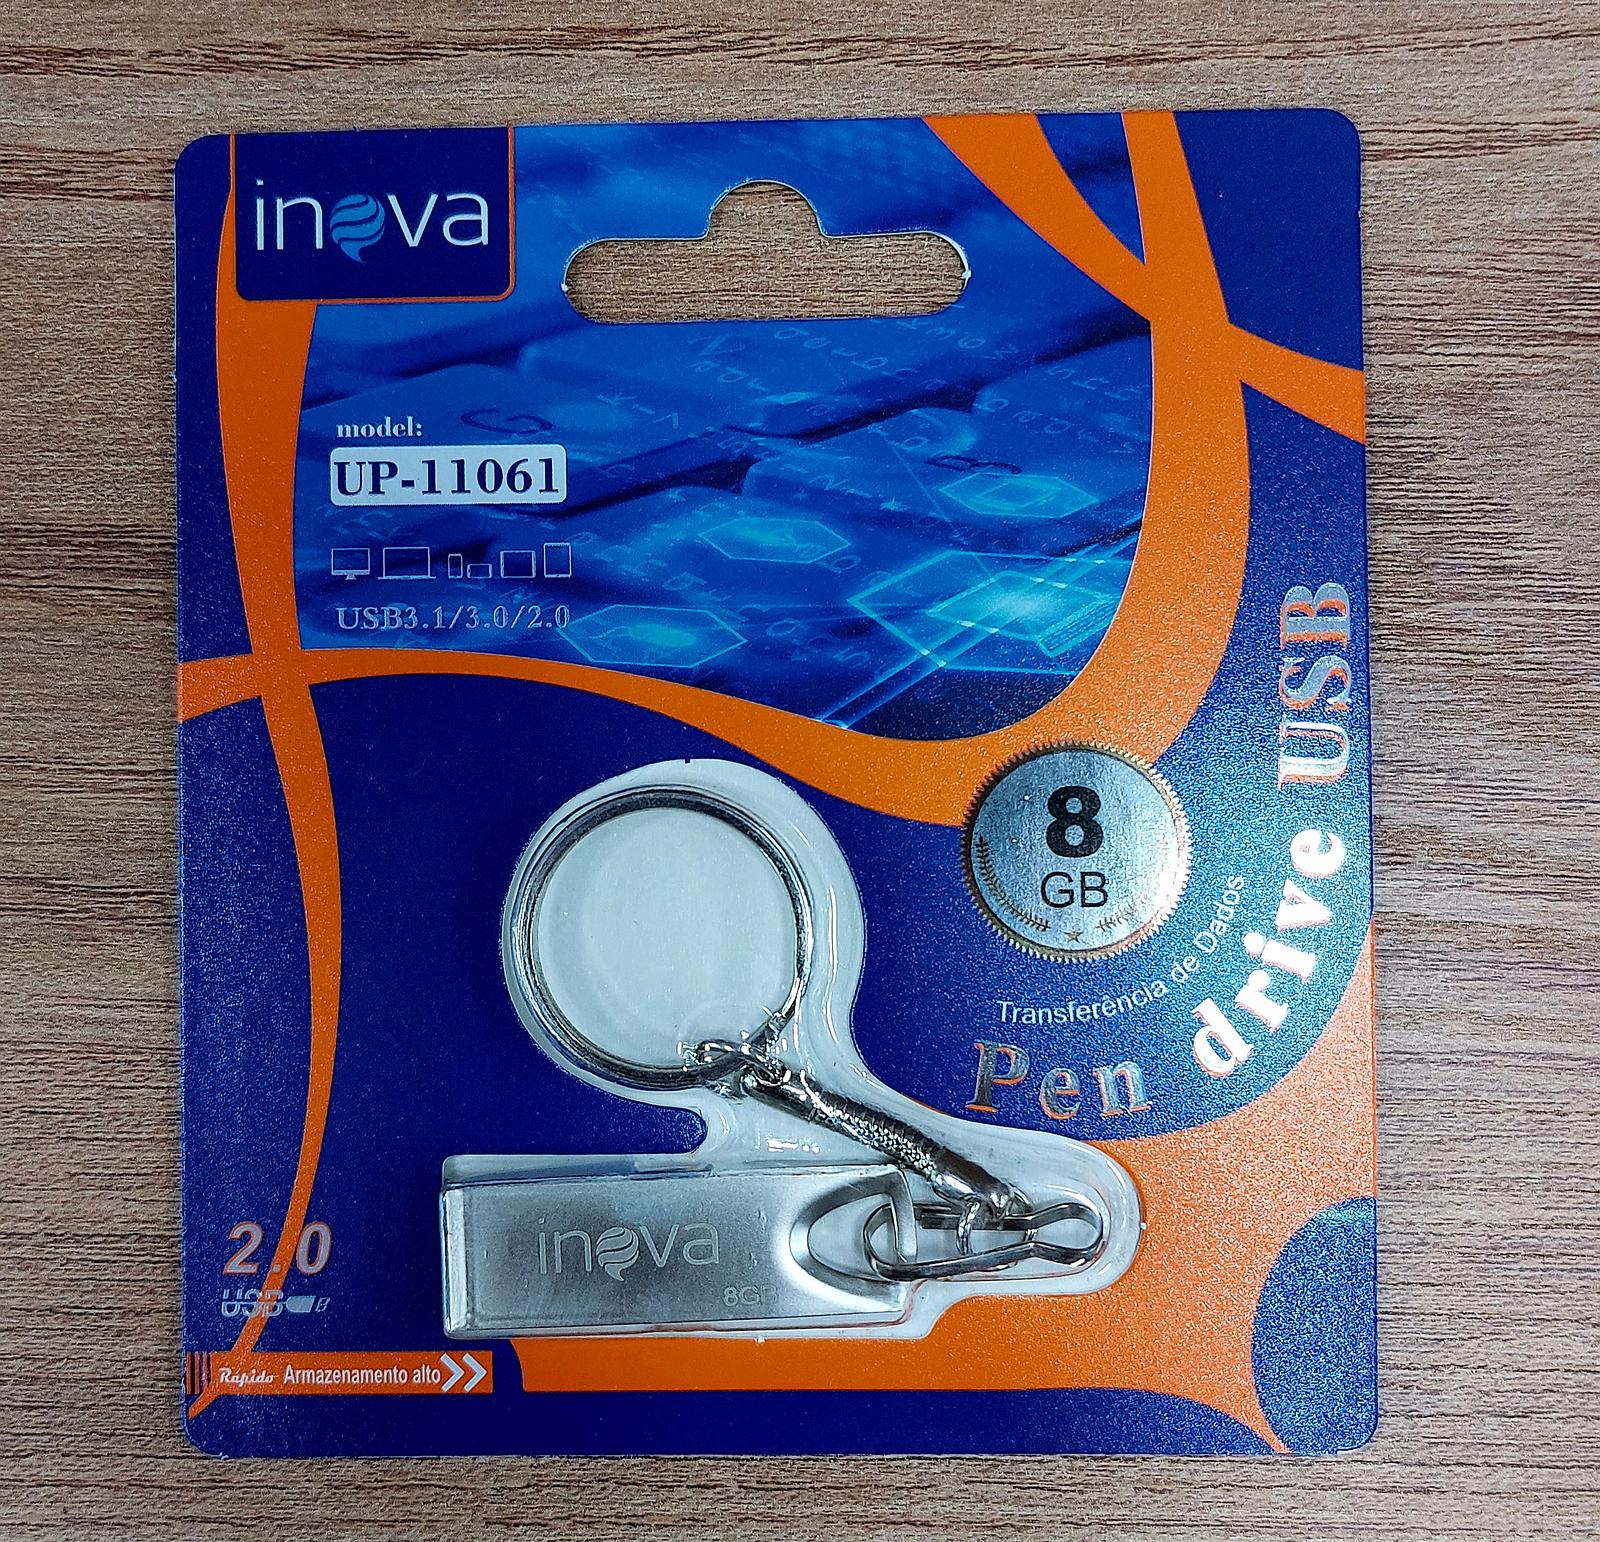 inova
model:
UP-11061
USB3.1/3.0/2.0
8
GB
Transferência de Dados
Pen drive USB
inova
8GB
2.0
USB
Rápido Armazenamento alto